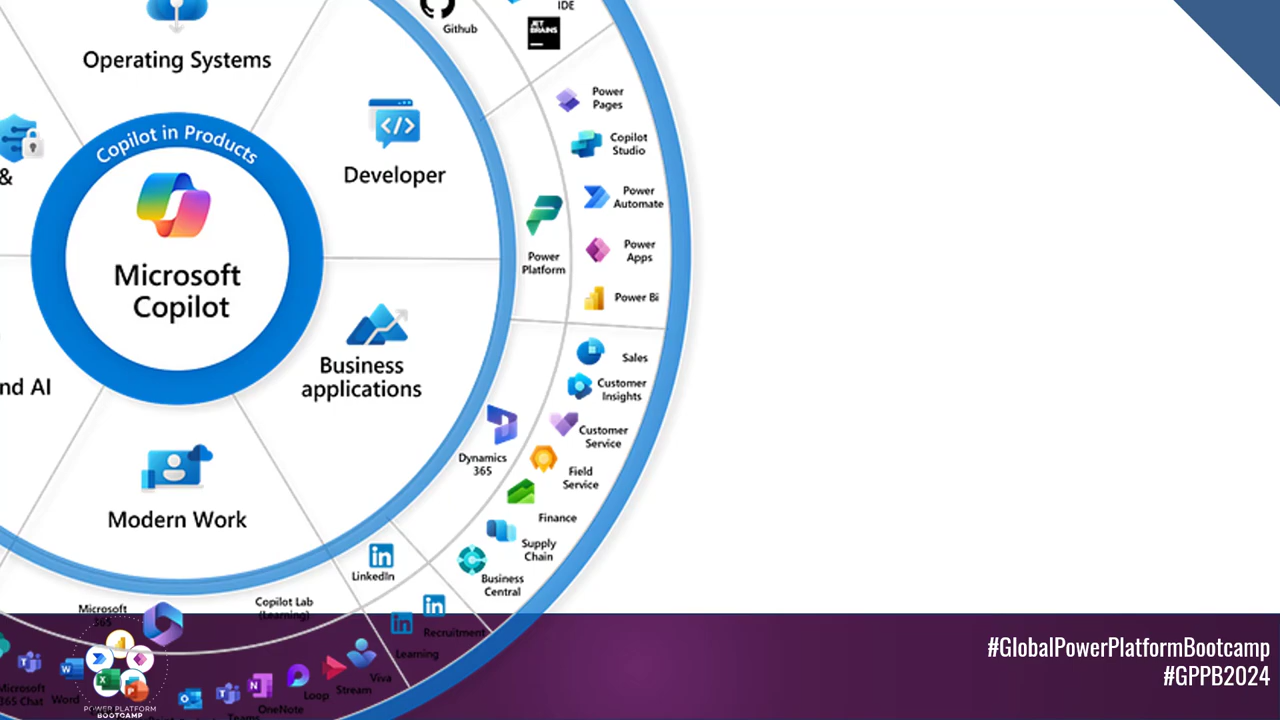 IDE
Github
JET
BRAINS
Operating Systems
Developer
&
Copilot in Products
Microsoft
Copilot
Power
Pages
Copilot
Studio
Power
Automate
Power
Apps
Power Bi
Power
Platform
Business
applications
nd AI
Modern Work
Sales
Customer
Insights
Customer
Service
Field
Service
Finance
Supply
Chain
Business
Central
Dynamics
365
LinkedIn
Recruitment
Learning
Copilot Lab
(Learning)
Microsoft
365
Viva
Stream
Loop
OneNote
Teams
Word
Microsoft
365 Chat
POWER PLATFORM
BOOTCAMP
#GlobalPowerPlatformBootcamp
#GPPB2024